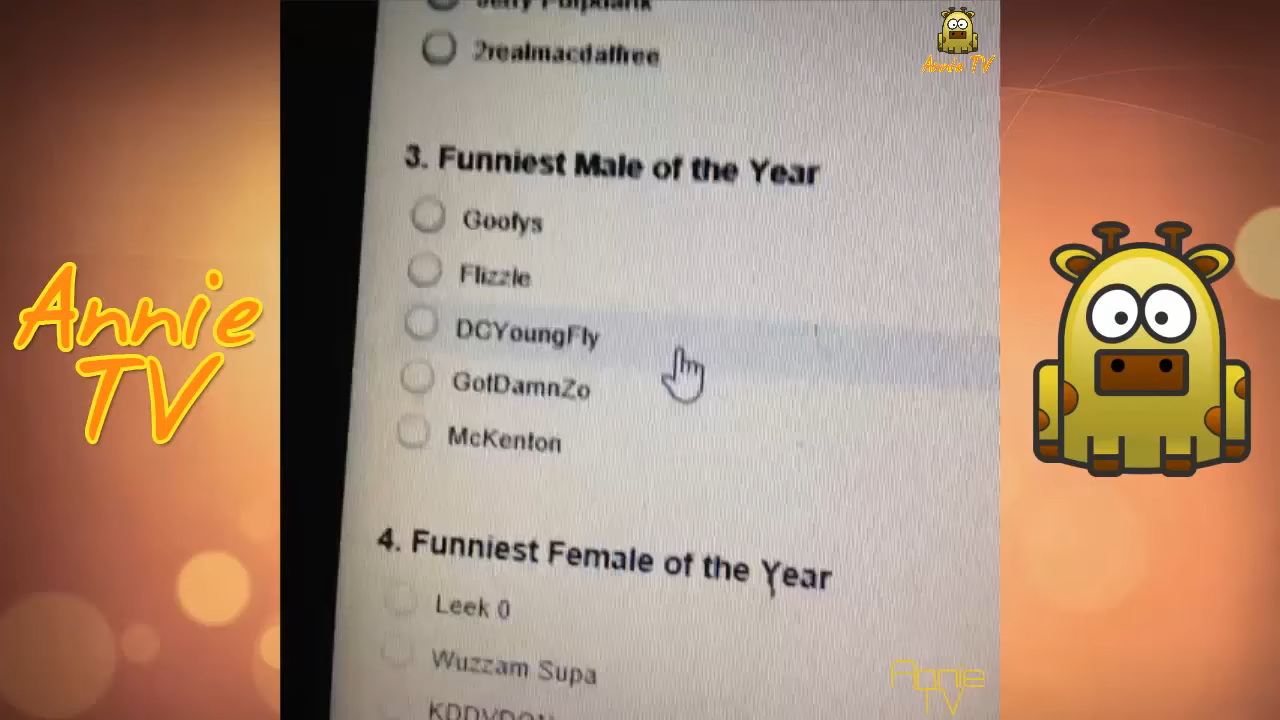 2realmacdatfree
Annie TV
3. Funniest Male of the Year
Goofys
Flizzle
DCYoungFly
GotDamnZo
McKenton
4. Funniest Female of the Year
Leek 0
Wuzzam Supa
Annie
TV
Annie
TV